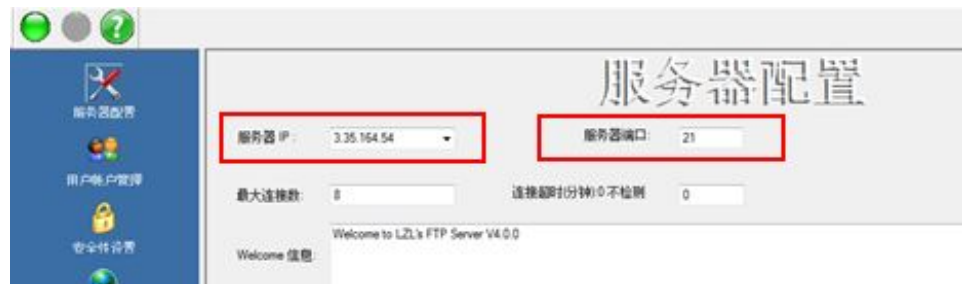 服务器配置
服务器配置
服务器 IP: 3.35.164.54 服务器端口: 21
用户帐户管理
最大连接数: 8 连接超时(分钟):0 不检测 0
安全性设置
Welcome 信息: Welcome to LZL's FTP Server V4.0.0